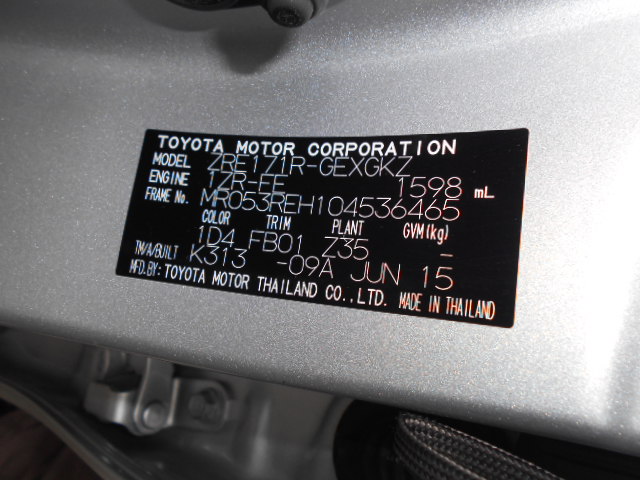 TOYOTA MOTOR CORPORATION
MODEL ZRE171R-GEXGKZ
ENGINE 1ZR-FE 1598 mL
FRAME No. MR053REH104536465
COLOR TRIM PLANT GVM(kg)
1D4 FB01 Z35 -
TM/A/BUILT K313 -09A JUN 15
MFD.BY: TOYOTA MOTOR THAILAND CO.,LTD. MADE IN THAILAND